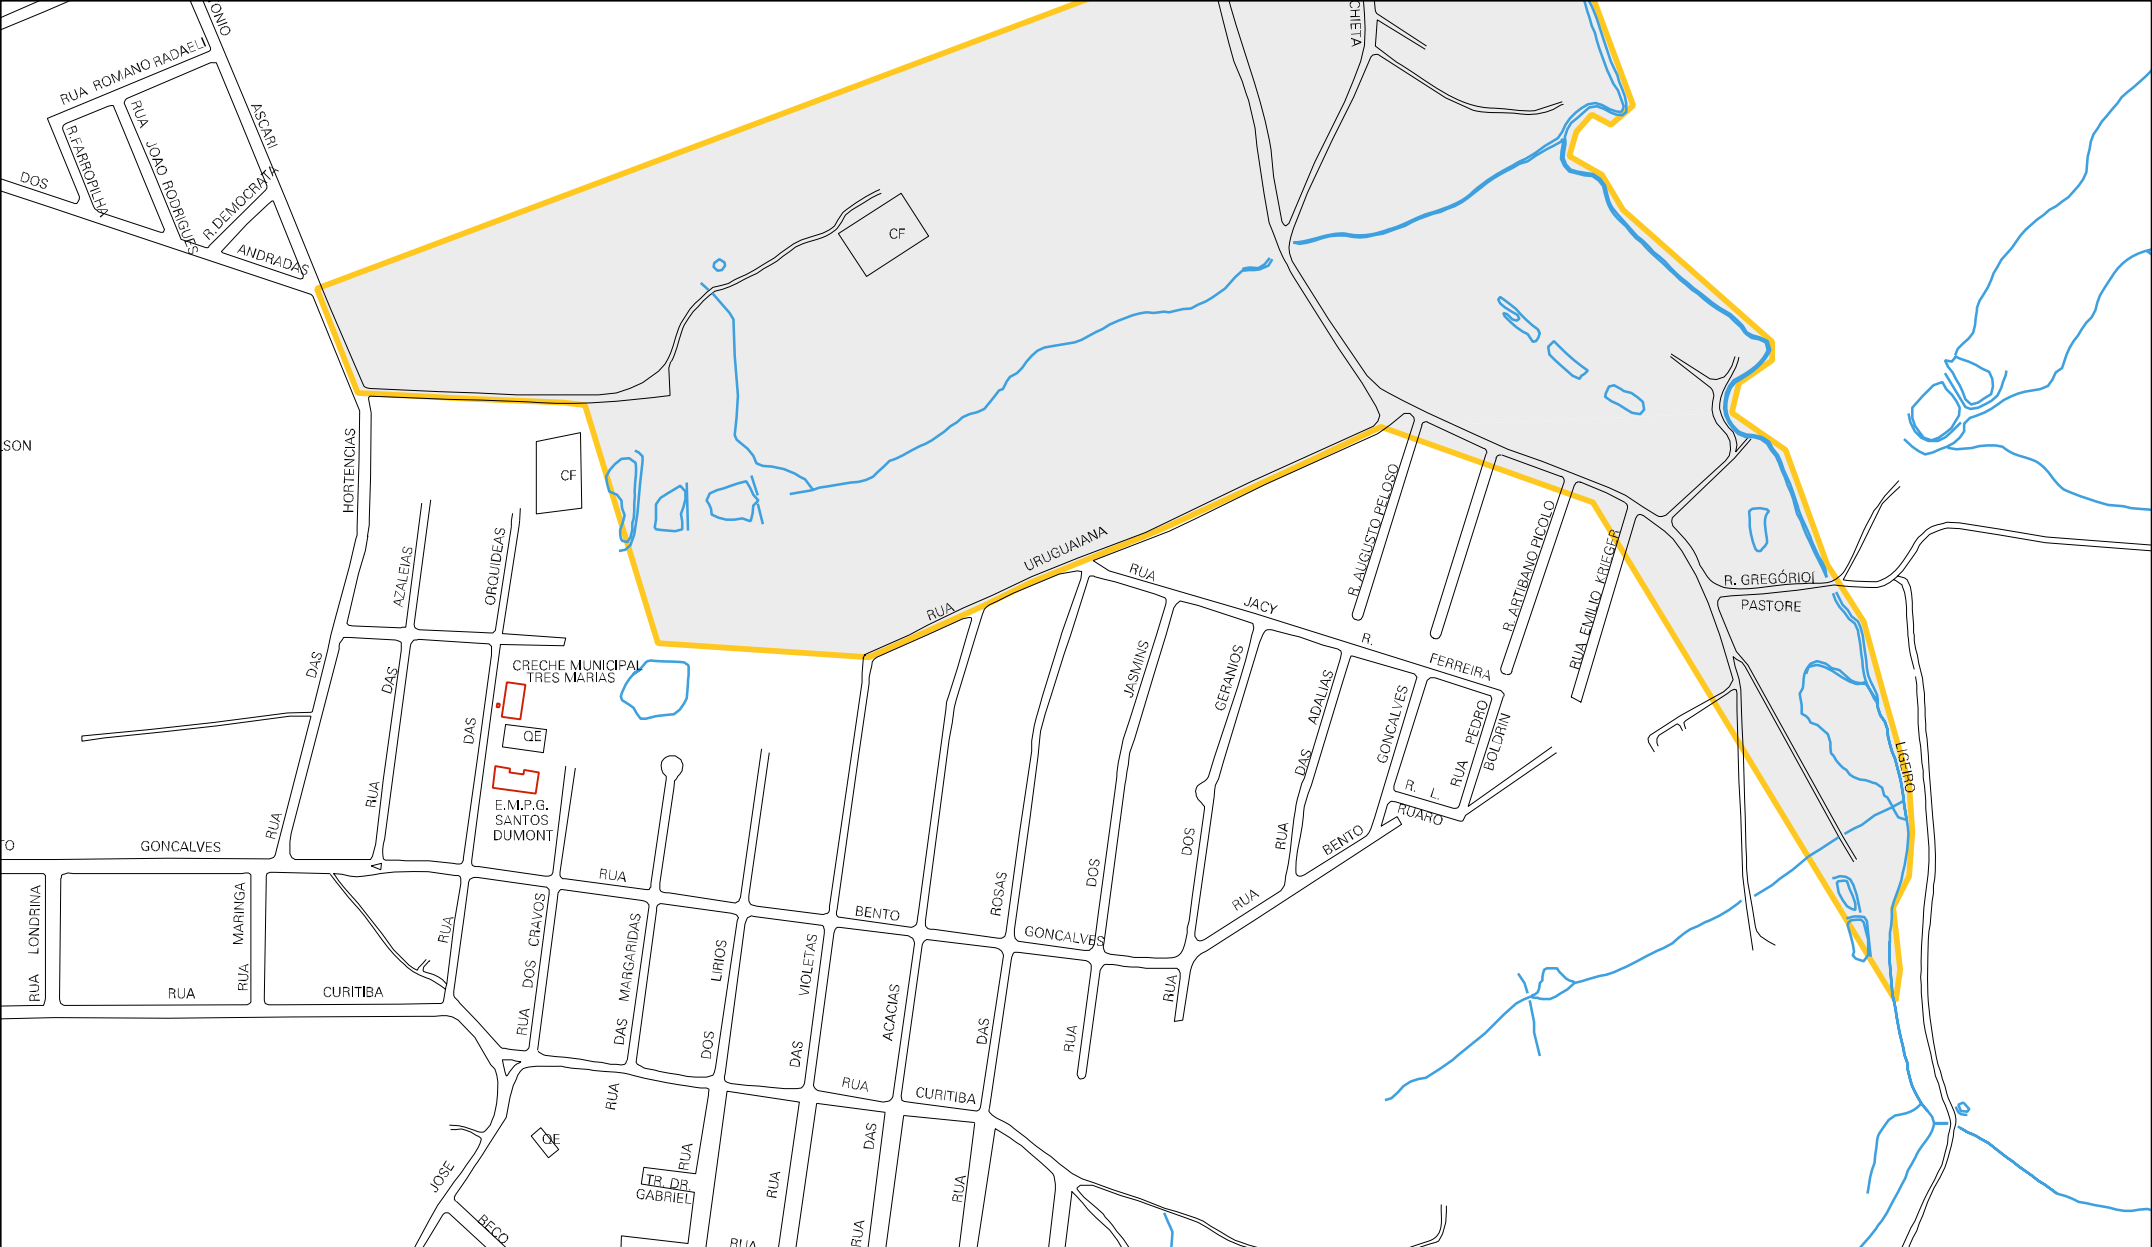 ONIO
CHIETA
RUA ROMANO RADAELI
ASCARI
R.FARROPILHA
RUA JOAO RODRIGUES
R. DEMOCRATA
DOS
ANDRADAS
CF
LSON
HORTENCIAS
CF
AZALEIAS
ORQUIDEAS
R. AUGUSTO PELOSO
R. ARTIBANO PICOLO
RUA EMILIO KRIEGER
RUA URUGUAIANA
RUA JACY
R. FERREIRA
R. GREGÓRIO
PASTORE
DAS
DAS
DAS
CRECHE MUNICIPAL
TRES MARIAS
QE
E.M.P.G.
SANTOS
DUMONT
JASMINS
GERANIOS
ADALIAS
DAS
GONCALVES
RUA PEDRO
BOLDRIN
R. L.
RUARO
LIGEIRO
RUA
RUA
TO
GONCALVES
RUA
BENTO
GONCALVES
ROSAS
DOS
DOS
RUA
RUA BENTO
RUA LONDRINA
RUA MARINGA
RUA
RUA DOS CRAVOS
DAS MARGARIDAS
DOS LIRIOS
DAS VIOLETAS
ACACIAS
DAS
RUA
RUA
RUA CURITIBA
RUA CURITIBA
RUA
QE
JOSE
BECO
RUA
TR. DR.
GABRIEL
RUA
DAS
RUA
RUA
RUA